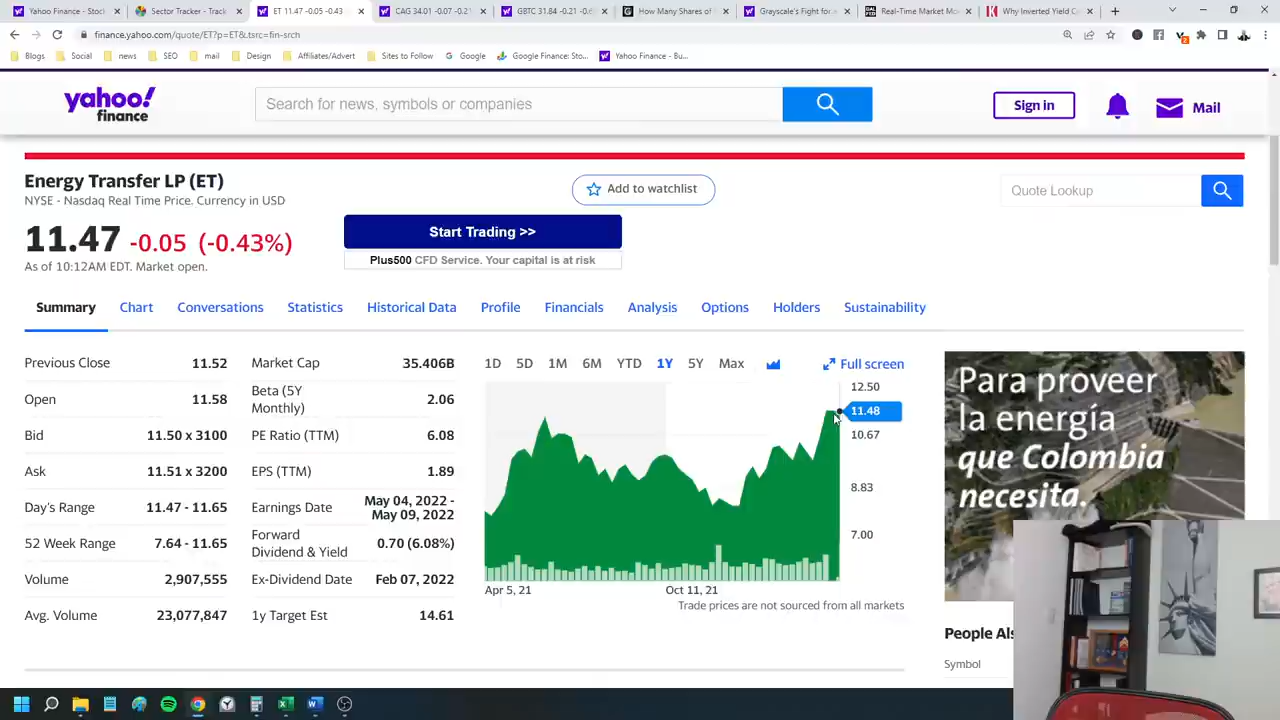 Sector Tracker - Track:
ET 11.47 -0.05 -0.43
CAG 34.01 -0.07 -0.21
GBTC 31.84 -0.21 -0.6
How Many Shares of
Grayscale's Fight for
Real-Time Market Mo
Why Inverted Yield C
finance.yahoo.com/quote/ET?p=ET&.tsrc=fin-srch
Blogs Social news SEO mail Design Affiliates/Advert Sites to Follow Google Google Finance: Sto... Yahoo Finance - Bu...
yahoo! finance
Search for news, symbols or companies
Sign in
Mail
Energy Transfer LP (ET)
NYSE - Nasdaq Real Time Price. Currency in USD
Add to watchlist
Quote Lookup
11.47 -0.05 (-0.43%)
As of 10:12AM EDT. Market open.
Start Trading >>
Plus500 CFD Service. Your capital is at risk
Summary Chart Conversations Statistics Historical Data Profile Financials Analysis Options Holders Sustainability
Previous Close 11.52
Open 11.58
Bid 11.50 x 3100
Ask 11.51 x 3200
Day's Range 11.47 - 11.65
52 Week Range 7.64 - 11.65
Volume 2,907,555
Avg. Volume 23,077,847
Market Cap 35.406B
Beta (5Y Monthly) 2.06
PE Ratio (TTM) 6.08
EPS (TTM) 1.89
Earnings Date May 04, 2022 - May 09, 2022
Forward Dividend & Yield 0.70 (6.08%)
Ex-Dividend Date Feb 07, 2022
1y Target Est 14.61
1D 5D 1M 6M YTD 1Y 5Y Max
Full screen
12.50
11.48
10.67
8.83
7.00
Apr 5, 21 Oct 11, 21
Trade prices are not sourced from all markets
Para proveer
la energía
que Colombia
necesita.
People Als
Symbol